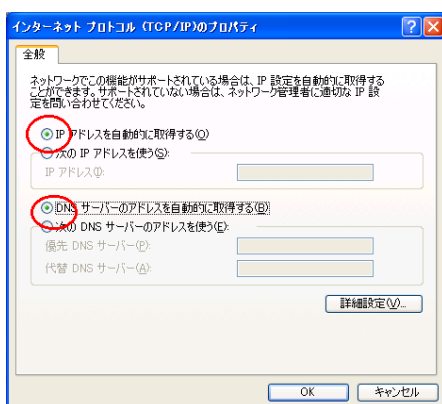 インターネット プロトコル (TCP/IP)のプロパティ
全般
ネットワークでこの機能がサポートされている場合は、IP 設定を自動的に取得する
ことができます。サポートされていない場合は、ネットワーク管理者に適切な IP 設
定を問い合わせてください。
IP アドレスを自動的に取得する(O)
次の IP アドレスを使う(S):
IP アドレス(I):
DNS サーバーのアドレスを自動的に取得する(B)
次の DNS サーバーのアドレスを使う(E):
優先 DNS サーバー(P):
代替 DNS サーバー(A):
詳細設定(V)...
OK
キャンセル